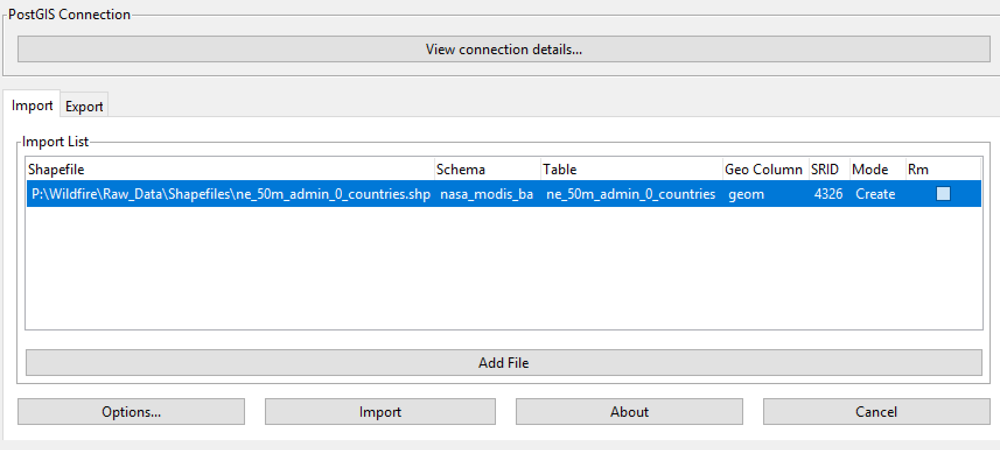 PostGIS Connection
View connection details...
Import Export
Import List
Shapefile Schema Table Geo Column SRID Mode Rm
P:\Wildfire\Raw_Data\Shapefiles\ne_50m_admin_0_countries.shp nasa_modis_ba ne_50m_admin_0_countries geom 4326 Create
Add File
Options... Import About Cancel